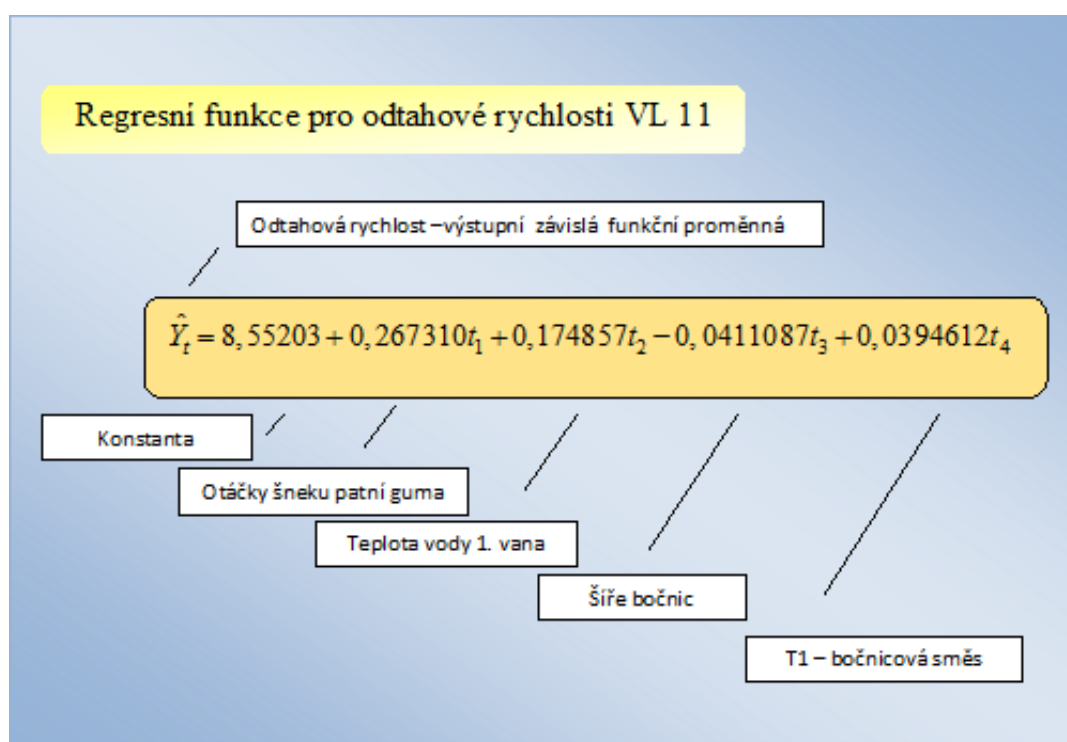 Regresní funkce pro odtahové rychlosti VL 11
Odtahová rychlost –výstupní závislá funkční proměnná
Ŷₜ = 8,55203 + 0,267310t₁ + 0,174857t₂ − 0,0411087t₃ + 0,0394612t₄
Konstanta
Otáčky šneku patní guma
Teplota vody 1. vana
Šíře bočnic
T1 – bočnicová směs